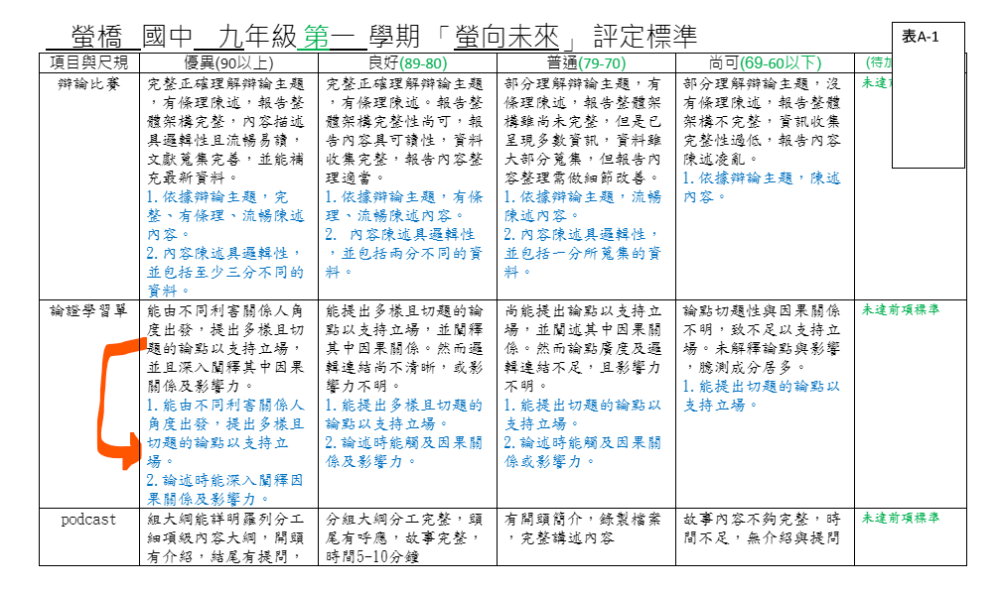 螢橋 國中 九年級 第一 學期 「螢向未來」 評定標準
表A-1
項目與尺規
優異(90以上)
良好(89-80)
普通(79-70)
尚可(69-60以下)
(待加
辯論比賽
完整正確理解辯論主題
，有條理陳述，報告整
體架構完整，內容描述
具邏輯性且流暢易讀，
文獻蒐集完善，並能補
充最新資料。
1.依據辯論主題，完
整、有條理、流暢陳述
內容。
2.內容陳述具邏輯性，
並包括至少三分不同的
資料。
完整正確理解辯論主題
，有條理陳述。報告整
體架構完整性尚可，報
告內容具可讀性，資料
收集完整，報告內容整
理適當。
1.依據辯論主題，有條
理、流暢陳述內容。
2. 內容陳述具邏輯性
，並包括兩分不同的資
料。
部分理解辯論主題，有
條理陳述，報告整體架
構雖尚未完整，但是已
呈現多數資訊，資料雖
大部分蒐集，但報告內
容整理需做細節改善。
1.依據辯論主題，流暢
陳述內容。
2.內容陳述具邏輯性，
並包括一分所蒐集的資
料。
部分理解辯論主題，沒
有條理陳述，報告整體
架構不完整，資訊收集
完整性過低，報告內容
陳述凌亂。
1.依據辯論主題，陳述
內容。
未達
論證學習單
能由不同利害關係人角
度出發，提出多樣且切
題的論點以支持立場，
並且深入闡釋其中因果
關係及影響力。
1.能由不同利害關係人
角度出發，提出多樣且
切題的論點以支持立
場。
2.論述時能深入闡釋因
果關係及影響力。
能提出多樣且切題的論
點以支持立場，並闡釋
其中因果關係。然而邏
輯連結尚不清晰，或影
響力不明。
1.能提出多樣且切題的
論點以支持立場。
2.論述時能觸及因果關
係及影響力。
尚能提出論點以支持立
場，並闡述其中因果關
係。然而論點廣度及邏
輯連結不足，且影響力
不明。
1.能提出切題的論點以
支持立場。
2.論述時能觸及因果關
係或影響力。
論點切題性與因果關係
不明，致不足以支持立
場。未解釋論點與影響
，臆測成分居多。
1.能提出切題的論點以
支持立場。
未達前項標準
podcast
組大綱能詳明羅列分工
細項級內容大綱，開頭
有介紹，結尾有提問，
分組大綱分工完整，頭
尾有呼應，故事完整，
時間5-10分鐘
有開頭簡介，錄製檔案
，完整講述內容
故事內容不夠完整，時
間不足，無介紹與提問
未達前項標準